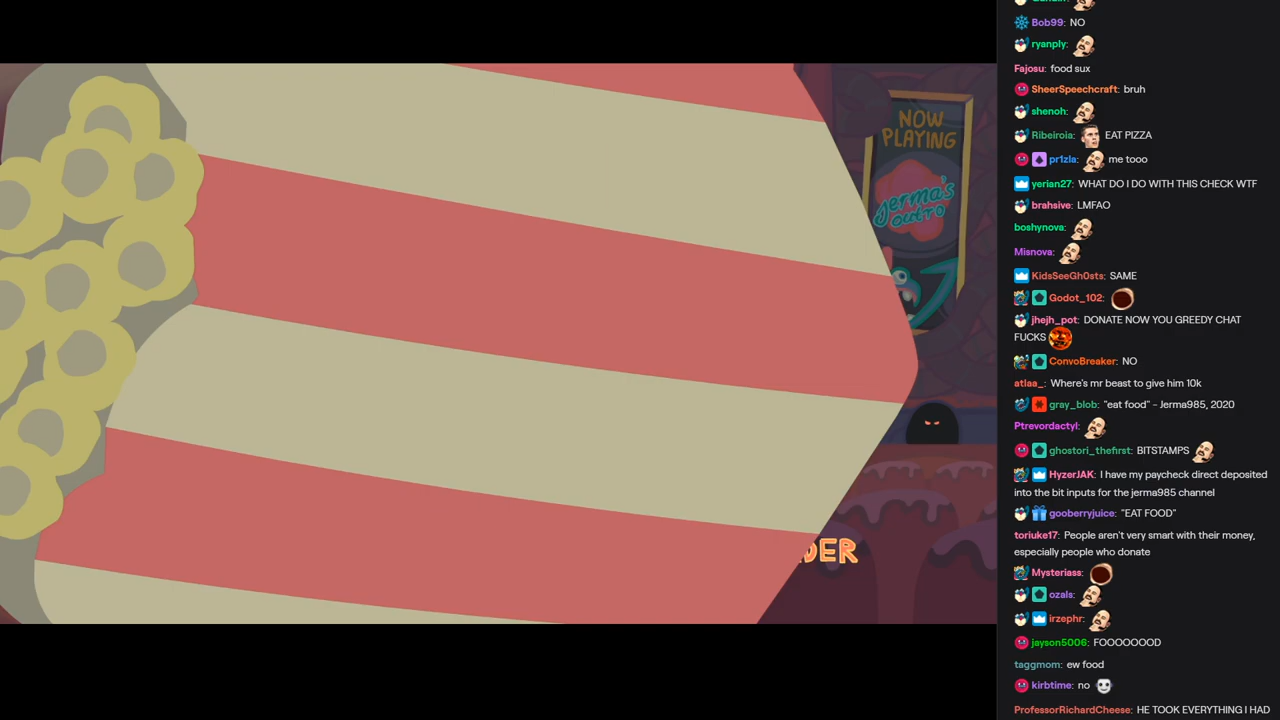 NOW
PLAYING
Jerma's
outro
DER
Bob99: NO
ryanply:
Fajosu: food sux
SheerSpeechcraft: bruh
shenoh:
Ribeiroia: EAT PIZZA
pr1zla: me tooo
yerian27: WHAT DO I DO WITH THIS CHECK WTF
brahsive: LMFAO
boshynova:
Misnova:
KidsSeeGh0sts: SAME
Godot_102:
jhejh_pot: DONATE NOW YOU GREEDY CHAT
FUCKS
ConvoBreaker: NO
atlaa_: Where's mr beast to give him 10k
gray_blob: "eat food" - Jerma985, 2020
Ptrevordactyl:
ghostori_thefirst: BITSTAMPS
HyzerJAK: I have my paycheck direct deposited
into the bit inputs for the jerma985 channel
gooberryjuice: "EAT FOOD"
toriuke17: People aren't very smart with their money,
especially people who donate
Mysteriass:
ozals:
irzephr:
jayson5006: FOOOOOOOD
taggmom: ew food
kirbtime: no
ProfessorRichardCheese: HE TOOK EVERYTHING I HAD